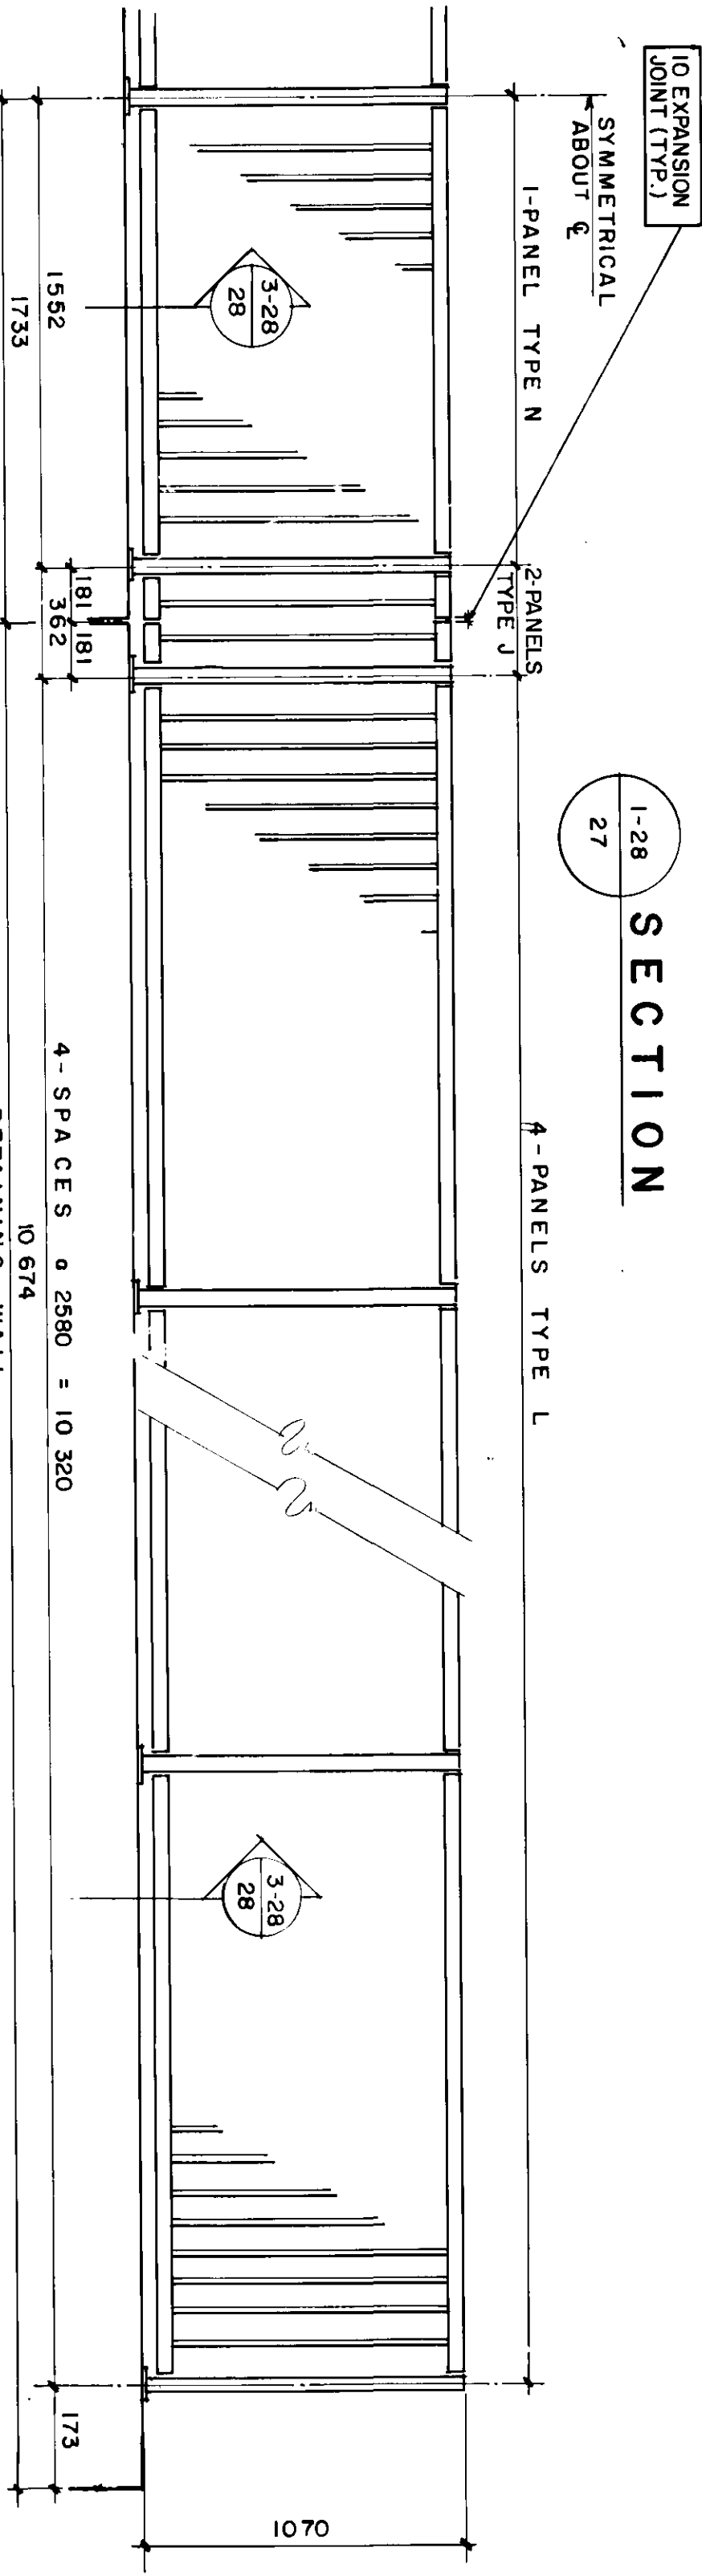 10 EXPANSION
JOINT (TYP.)
SYMMETRICAL
ABOUT ℄
1-PANEL TYPE N
2-PANELS
TYPE J
4-PANELS TYPE L
1-28
27
SECTION
3-28
28
3-28
28
1552
1733
181
181
362
4-SPACES @ 2580 = 10 320
10 674
173
1070